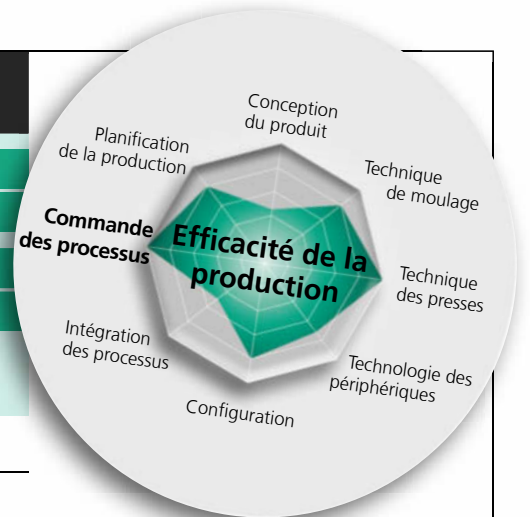 Conception
du produit
Technique
de moulage
Technique
des presses
Technologie des
périphériques
Configuration
Intégration
des processus
Commande
des processus
Planification
de la production
Efficacité de la
production